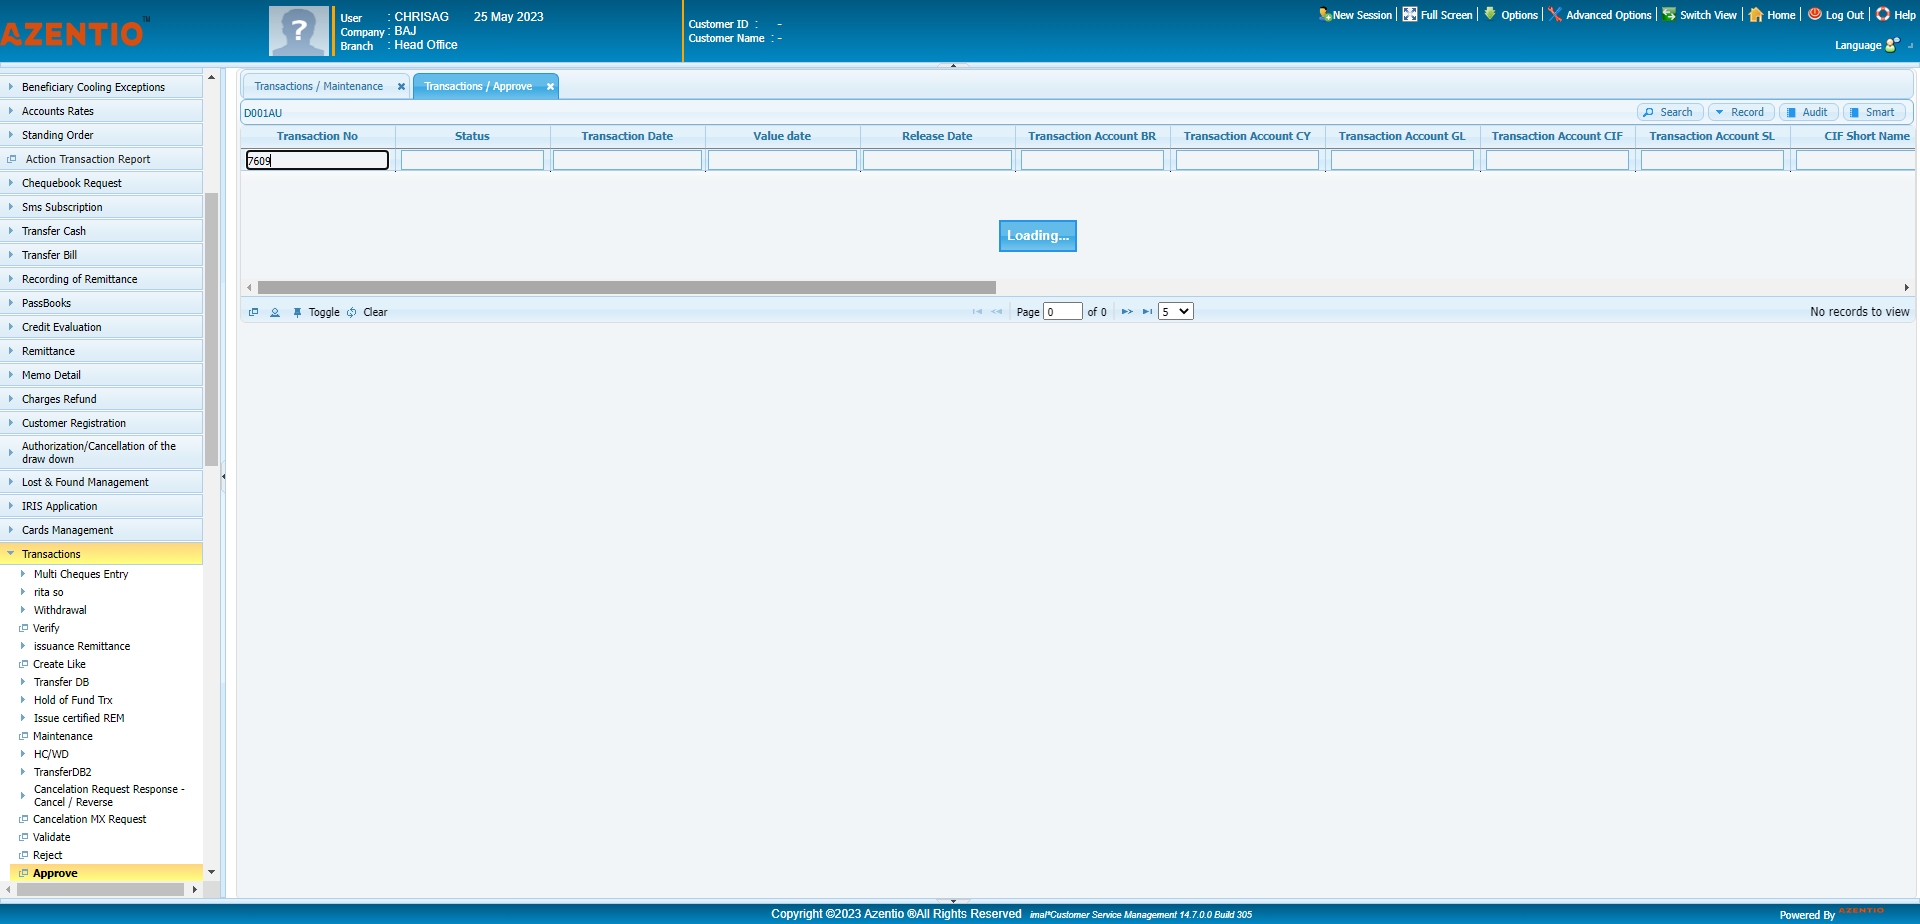 AZENTIO™
User : CHRISAG 25 May 2023
Company : BAJ
Branch : Head Office
Customer ID : -
Customer Name : -
New Session
Full Screen
Options
Advanced Options
Switch View
Home
Log Out
Help
Language
Beneficiary Cooling Exceptions
Accounts Rates
Standing Order
Action Transaction Report
Chequebook Request
Sms Subscription
Transfer Cash
Transfer Bill
Recording of Remittance
PassBooks
Credit Evaluation
Remittance
Memo Detail
Charges Refund
Customer Registration
Authorization/Cancellation of the
draw down
Lost & Found Management
IRIS Application
Cards Management
Transactions
Multi Cheques Entry
rita so
Withdrawal
Verify
issuance Remittance
Create Like
Transfer DB
Hold of Fund Trx
Issue certified REM
Maintenance
HC/WD
TransferDB2
Cancelation Request Response -
Cancel / Reverse
Cancelation MX Request
Validate
Reject
Approve
Transactions / Maintenance
Transactions / Approve
D001AU
Search
Record
Audit
Smart
Transaction No Status Transaction Date Value date Release Date Transaction Account BR Transaction Account CY Transaction Account GL Transaction Account CIF Transaction Account SL CIF Short Name
7609
Loading...
Toggle Clear
Page 0 of 0
5
No records to view
Copyright ©2023 Azentio ®All Rights Reserved imal*Customer Service Management 14.7.0.0 Build 305
Powered By AZENTIO